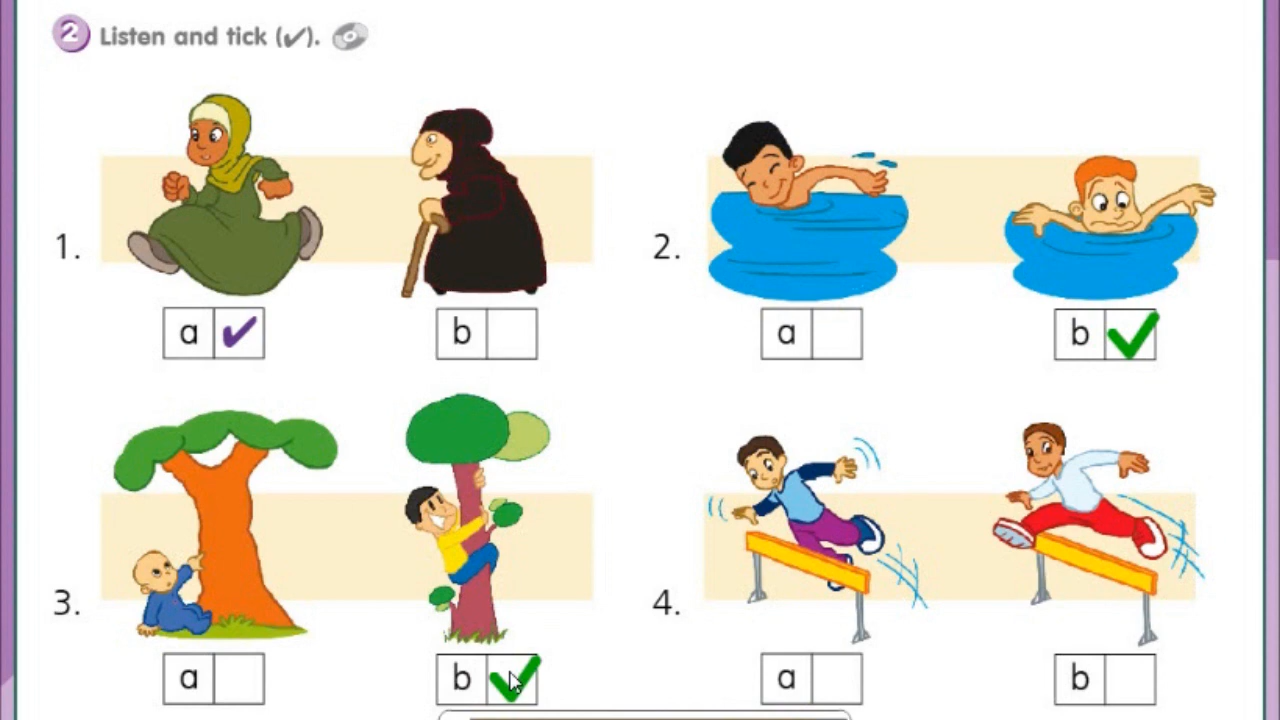 2 Listen and tick (✔).
1. a ✔ b
2. a b ✔
3. a b ✔
4. a b